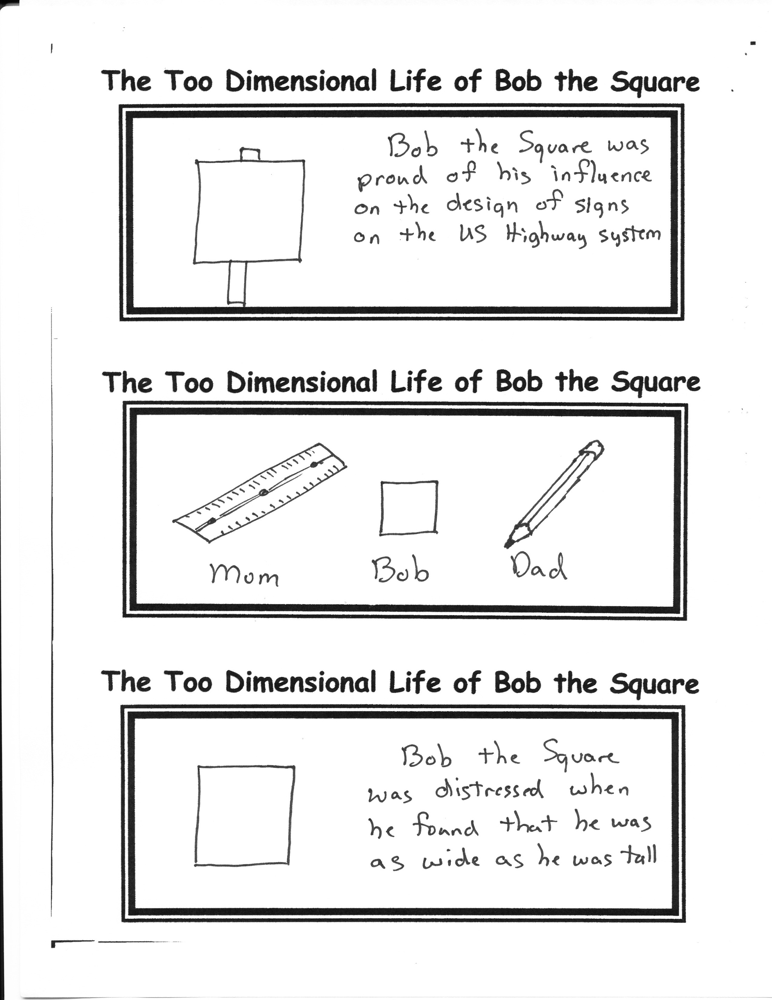 The Too Dimensional Life of Bob the Square
Bob the Square was
proud of his influence
on the design of signs
on the US Highway system
The Too Dimensional Life of Bob the Square
Mom
Bob
Dad
The Too Dimensional Life of Bob the Square
Bob the Square
was distressed when
he found that he was
as wide as he was tall